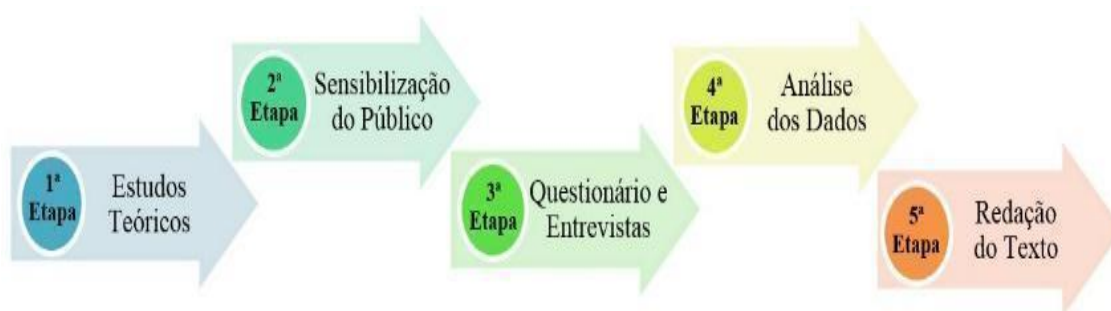 1ª
Etapa
Estudos
Teóricos
2ª
Etapa
Sensibilização
do Público
3ª
Etapa
Questionário e
Entrevistas
4ª
Etapa
Análise
dos Dados
5ª
Etapa
Redação
do Texto